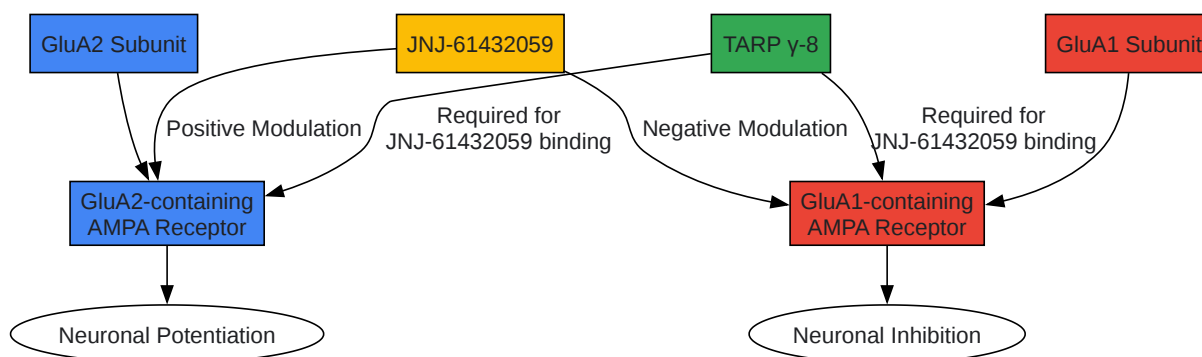 GluA2 Subunit
JNJ-61432059
TARP γ-8
GluA1 Subunit
Positive Modulation
Required for
JNJ-61432059 binding
Negative Modulation
Required for
JNJ-61432059 binding
GluA2-containing
AMPA Receptor
GluA1-containing
AMPA Receptor
Neuronal Potentiation
Neuronal Inhibition